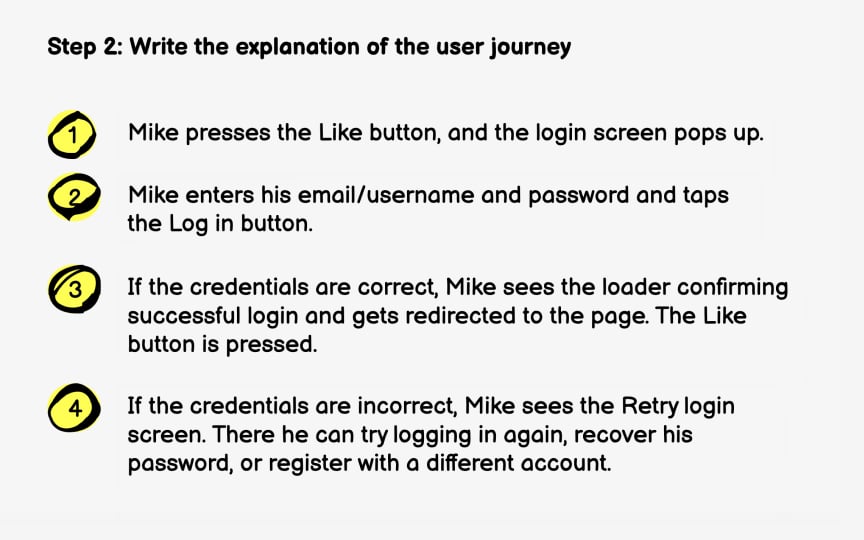 Step 2: Write the explanation of the user journey
1
Mike presses the Like button, and the login screen pops up.
2
Mike enters his email/username and password and taps
the Log in button.
3
If the credentials are correct, Mike sees the loader confirming
successful login and gets redirected to the page. The Like
button is pressed.
4
If the credentials are incorrect, Mike sees the Retry login
screen. There he can try logging in again, recover his
password, or register with a different account.